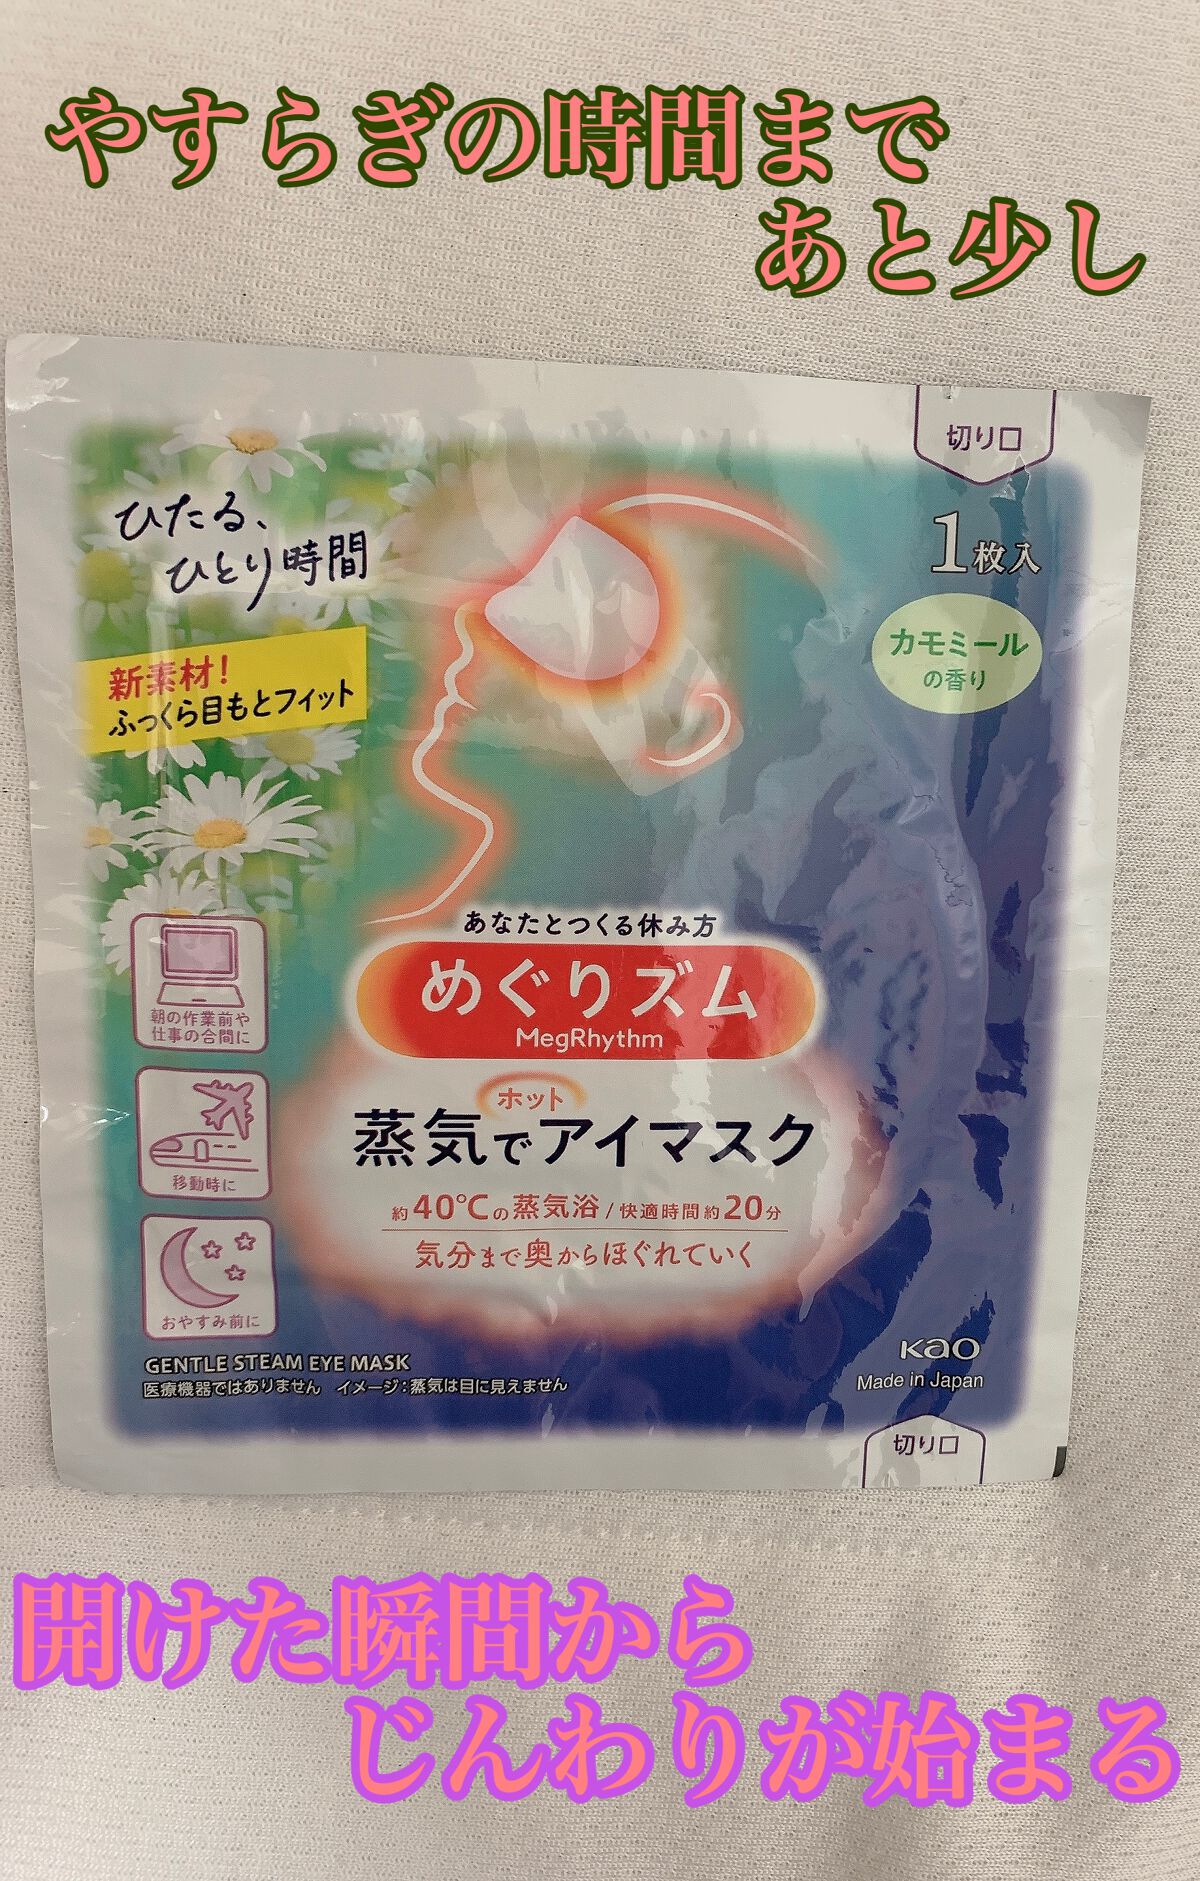 やすらぎの時間まで
あと少し
切り口
ひたる、
ひとり時間
1枚入
カモミール
の香り
新素材!
ふっくら目もとフィット
あなたとつくる休み方
めぐりズム
MegRhythm
朝の作業前や
仕事の合間に
ホット
蒸気でアイマスク
移動時に
約40℃の蒸気浴/快適時間約20分
気分まで奥からほぐれていく
おやすみ前に
GENTLE STEAM EYE MASK
医療機器ではありません イメージ:蒸気は目に見えません
Kao
Made in Japan
切り口
開けた瞬間から
じんわりが始まる